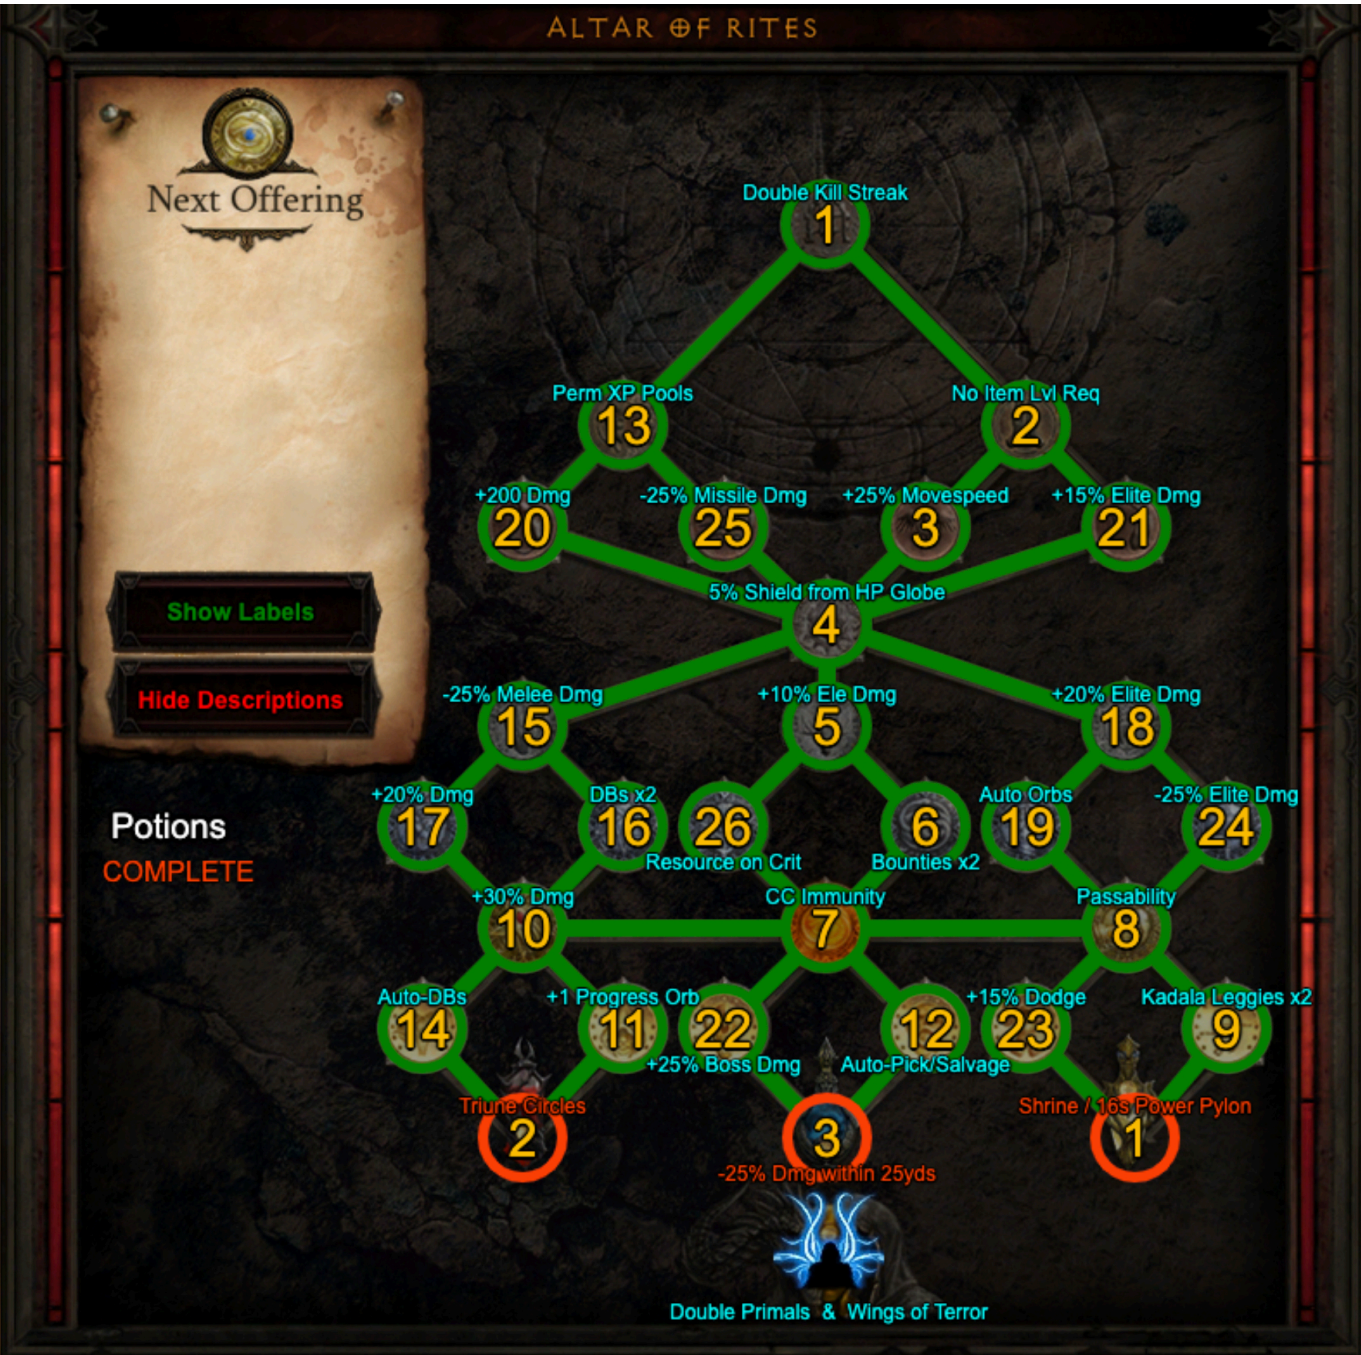 ALTAR OF RITES
Next Offering
Show Labels
Hide Descriptions
Potions
COMPLETE
Double Kill Streak
1
Perm XP Pools
No Item Lvl Req
13
2
+200 Dmg
-25% Missile Dmg
+25% Movespeed
+15% Elite Dmg
20
25
3
21
5% Shield from HP Globe
4
-25% Melee Dmg
+10% Ele Dmg
+20% Elite Dmg
15
5
18
+20% Dmg
DBs x2
Auto Orbs
-25% Elite Dmg
17
16
26
6
19
24
Resource on Crit
Bounties x2
+30% Dmg
CC Immunity
Passability
10
7
8
Auto-DBs
+1 Progress Orb
+15% Dodge
Kadala Leggies x2
14
11
22
12
23
9
+25% Boss Dmg
Auto-Pick/Salvage
Triune Circles
Shrine / 16s Power Pylon
2
3
1
-25% Dmg within 25yds
Double Primals & Wings of Terror